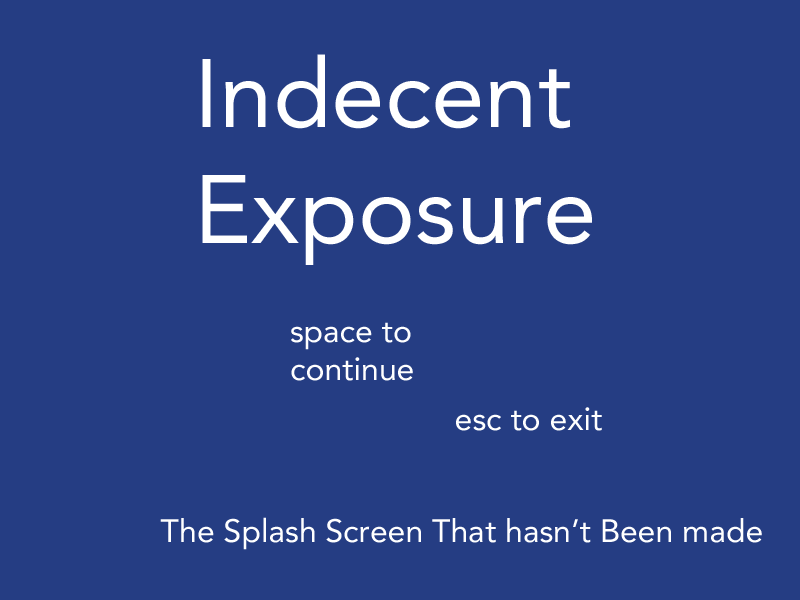 Indecent
Exposure
space to
continue
esc to exit
The Splash Screen That hasn’t Been made